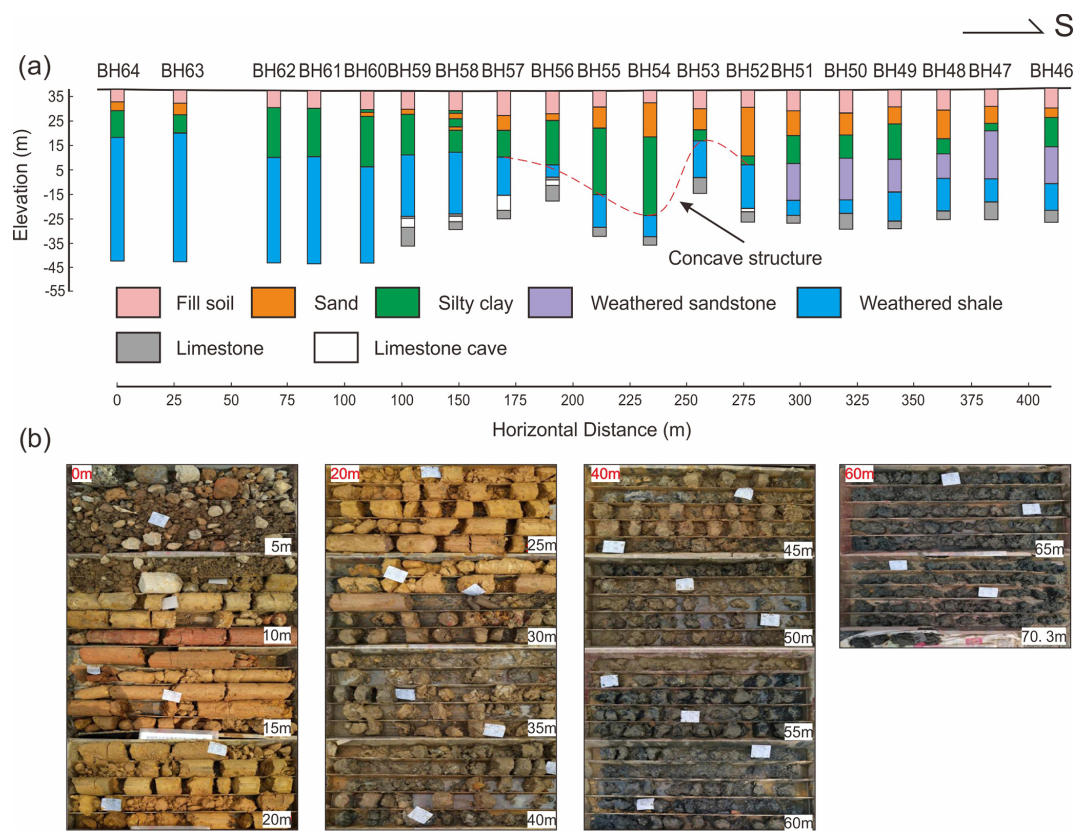 S
(a)
BH64 BH63 BH62 BH61 BH60 BH59 BH58 BH57 BH56 BH55 BH54 BH53 BH52 BH51 BH50 BH49 BH48 BH47 BH46
35
15
5
-15
-25
-35
-45
-55
Elevation (m)
Concave structure
Fill soil Sand Silty clay Weathered sandstone Weathered shale
Limestone Limestone cave
0 25 50 75 100 100 150 175 200 225 250 275 300 325 350 375 400
Horizontal Distance (m)
(b)
0m 20m 40m 60m
5m 25m 45m 65m
10m 30m 50m 70.3m
15m 35m 55m
20m 40m 60m